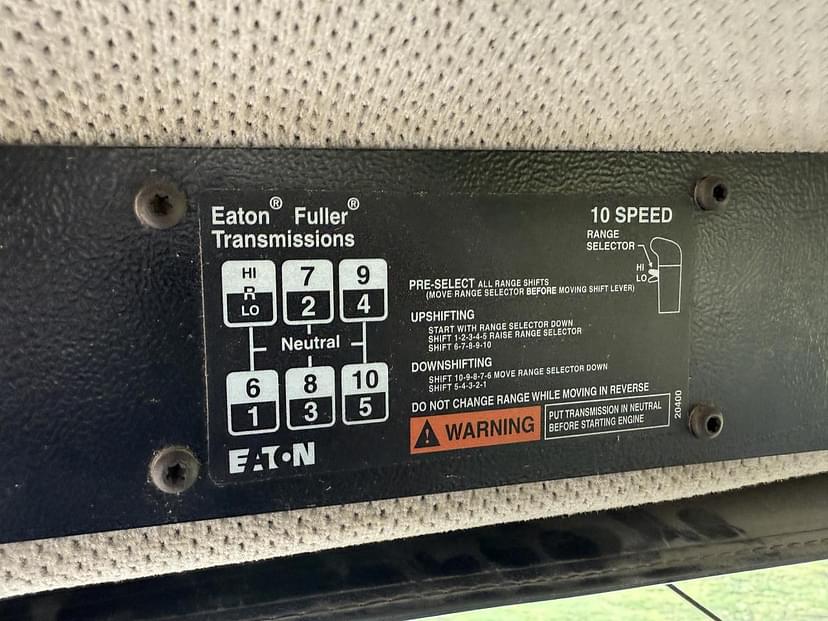 Eaton® Fuller®
Transmissions
HI
R
LO
7
2
9
4
Neutral
6
1
8
3
10
5
EATON
10 SPEED
RANGE
SELECTOR
HI
LO
PRE-SELECT ALL RANGE SHIFTS
(MOVE RANGE SELECTOR BEFORE MOVING SHIFT LEVER)
UPSHIFTING
START WITH RANGE SELECTOR DOWN
SHIFT 1-2-3-4-5 RAISE RANGE SELECTOR
SHIFT 6-7-8-9-10
DOWNSHIFTING
SHIFT 10-9-8-7-6 MOVE RANGE SELECTOR DOWN
SHIFT 5-4-3-2-1
DO NOT CHANGE RANGE WHILE MOVING IN REVERSE
WARNING
PUT TRANSMISSION IN NEUTRAL
BEFORE STARTING ENGINE
20400